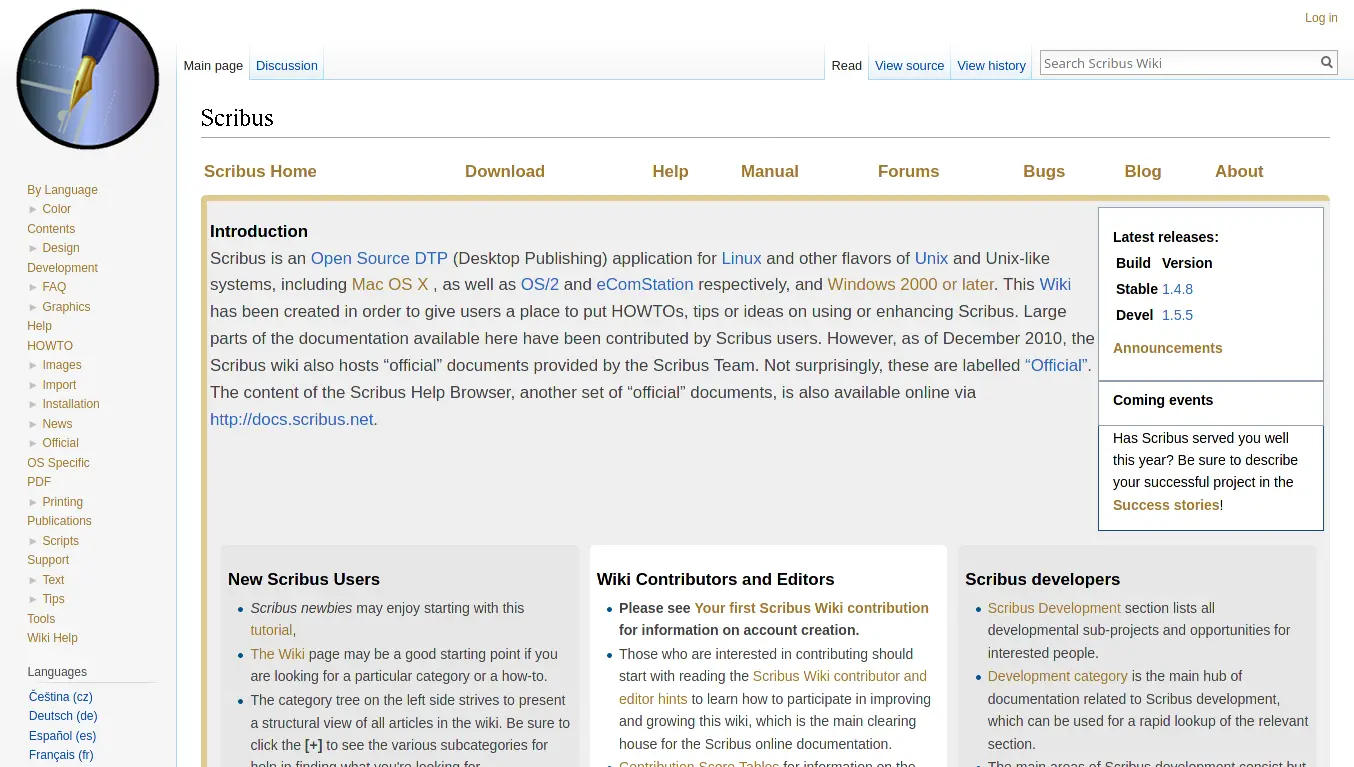 Log in
Main page
Discussion
Read
View source
View history
Search Scribus Wiki
Scribus
Scribus Home
Download
Help
Manual
Forums
Bugs
Blog
About
By Language
► Color
Contents
► Design
Development
► FAQ
► Graphics
Help
HOWTO
► Images
► Import
► Installation
► News
► Official
OS Specific
PDF
► Printing
Publications
► Scripts
Support
► Text
► Tips
Tools
Wiki Help
Languages
Čeština (cz)
Deutsch (de)
Español (es)
Français (fr)
Introduction
Scribus is an Open Source DTP (Desktop Publishing) application for Linux and other flavors of Unix and Unix-like
systems, including Mac OS X , as well as OS/2 and eComStation respectively, and Windows 2000 or later. This Wiki
has been created in order to give users a place to put HOWTOs, tips or ideas on using or enhancing Scribus. Large
parts of the documentation available here have been contributed by Scribus users. However, as of December 2010, the
Scribus wiki also hosts “official” documents provided by the Scribus Team. Not surprisingly, these are labelled “Official”.
The content of the Scribus Help Browser, another set of “official” documents, is also available online via
http://docs.scribus.net.
Latest releases:
Build Version
Stable 1.4.8
Devel 1.5.5
Announcements
Coming events
Has Scribus served you well
this year? Be sure to describe
your successful project in the
Success stories!
New Scribus Users
• Scribus newbies may enjoy starting with this
tutorial,
• The Wiki page may be a good starting point if you
are looking for a particular category or a how-to.
• The category tree on the left side strives to present
a structural view of all articles in the wiki. Be sure to
click the [+] to see the various subcategories for
help in finding what you're looking for.
Wiki Contributors and Editors
• Please see Your first Scribus Wiki contribution
for information on account creation.
• Those who are interested in contributing should
start with reading the Scribus Wiki contributor and
editor hints to learn how to participate in improving
and growing this wiki, which is the main clearing
house for the Scribus online documentation.
• Contribution Score Tables for information on the
Scribus developers
• Scribus Development section lists all
developmental sub-projects and opportunities for
interested people.
• Development category is the main hub of
documentation related to Scribus development,
which can be used for a rapid lookup of the relevant
section.
• The main areas of Scribus development consist but